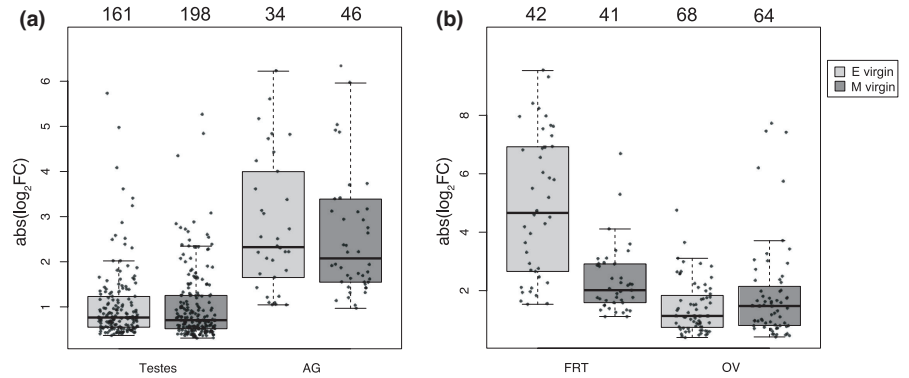 (a) 161 198 34 46
abs(log₂FC)
6
5
4
3
2
1
Testes AG
(b) 42 41 68 64
abs(log₂FC)
8
6
4
2
FRT OV
E virgin
M virgin